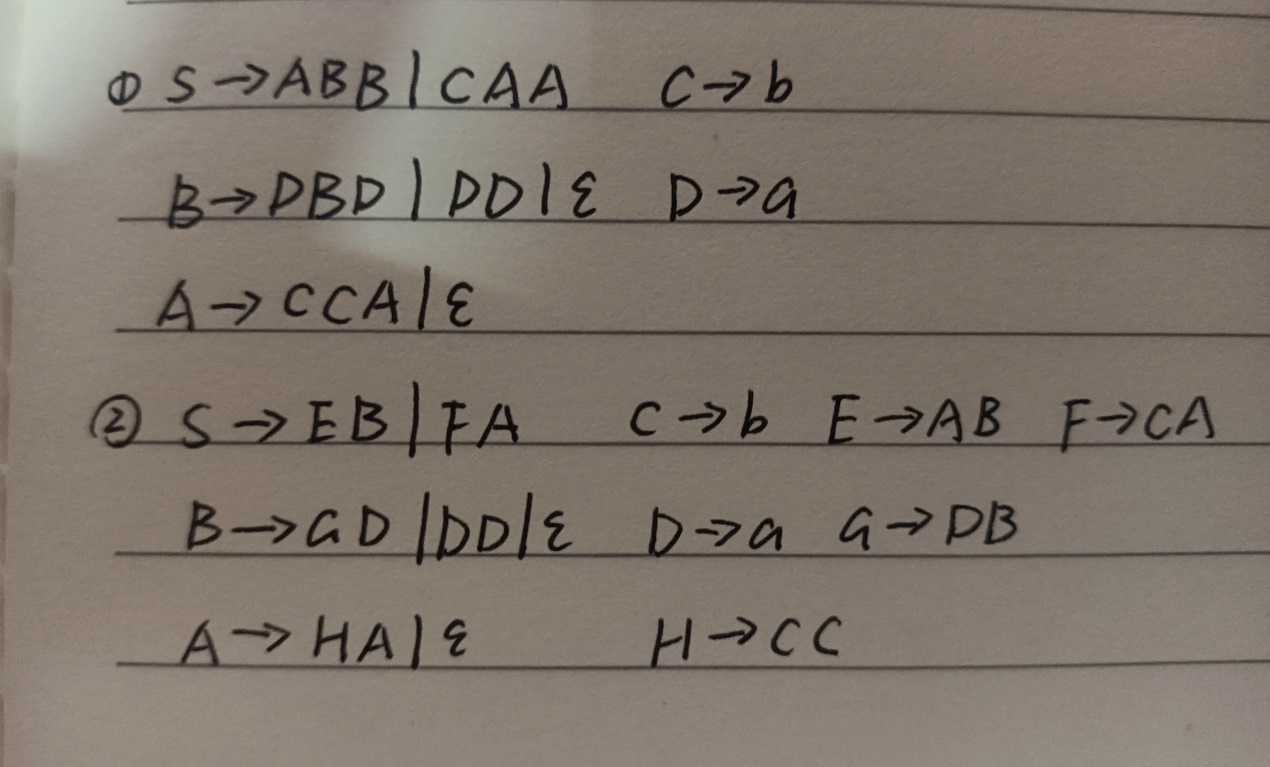 ① S→ABB|CAA C→b
B→DBD|DD|ε D→a
A→CCA|ε
② S→EB|FA C→b E→AB F→CA
B→GD|DD|ε D→a G→DB
A→HA|ε H→CC